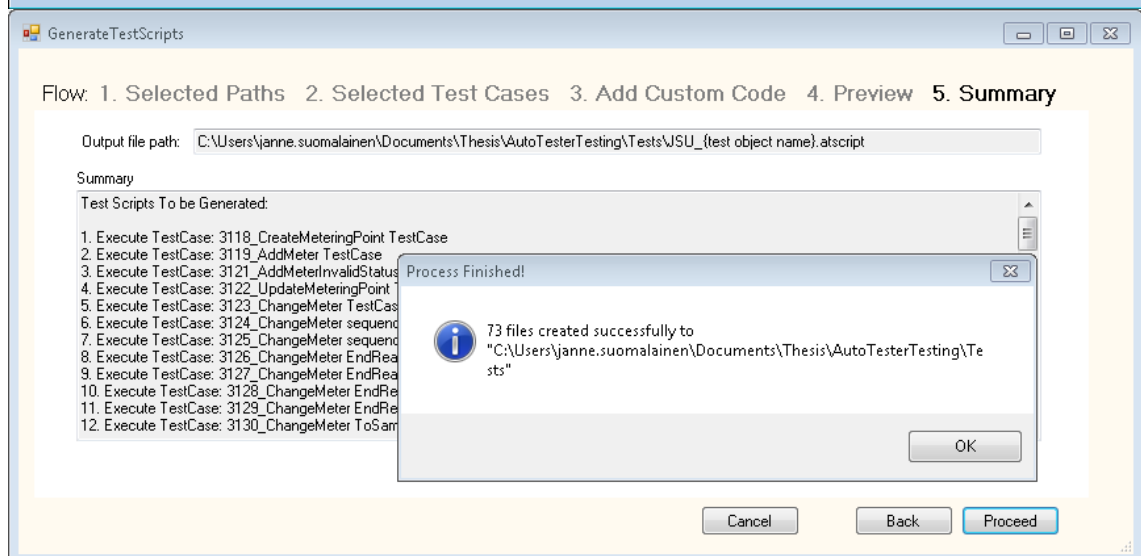 GenerateTestScripts
Flow: 1. Selected Paths 2. Selected Test Cases 3. Add Custom Code 4. Preview 5. Summary
Output file path: C:\Users\janne.suomalainen\Documents\Thesis\AutoTesterTesting\Tests\JSU_{test object name}.atscript
Summary
Test Scripts To be Generated:
1. Execute TestCase: 3118_CreateMeteringPoint TestCase
2. Execute TestCase: 3119_AddMeter TestCase
3. Execute TestCase: 3121_AddMeterInvalidStatus
4. Execute TestCase: 3122_UpdateMeteringPoint
5. Execute TestCase: 3123_ChangeMeter TestCas
6. Execute TestCase: 3124_ChangeMeter sequenc
7. Execute TestCase: 3125_ChangeMeter sequenc
8. Execute TestCase: 3126_ChangeMeter EndRea
9. Execute TestCase: 3127_ChangeMeter EndRea
10. Execute TestCase: 3128_ChangeMeter EndRe
11. Execute TestCase: 3129_ChangeMeter EndRe
12. Execute TestCase: 3130_ChangeMeter ToSam
Process Finished!
73 files created successfully to
"C:\Users\janne.suomalainen\Documents\Thesis\AutoTesterTesting\Te
sts"
OK
Cancel Back Proceed